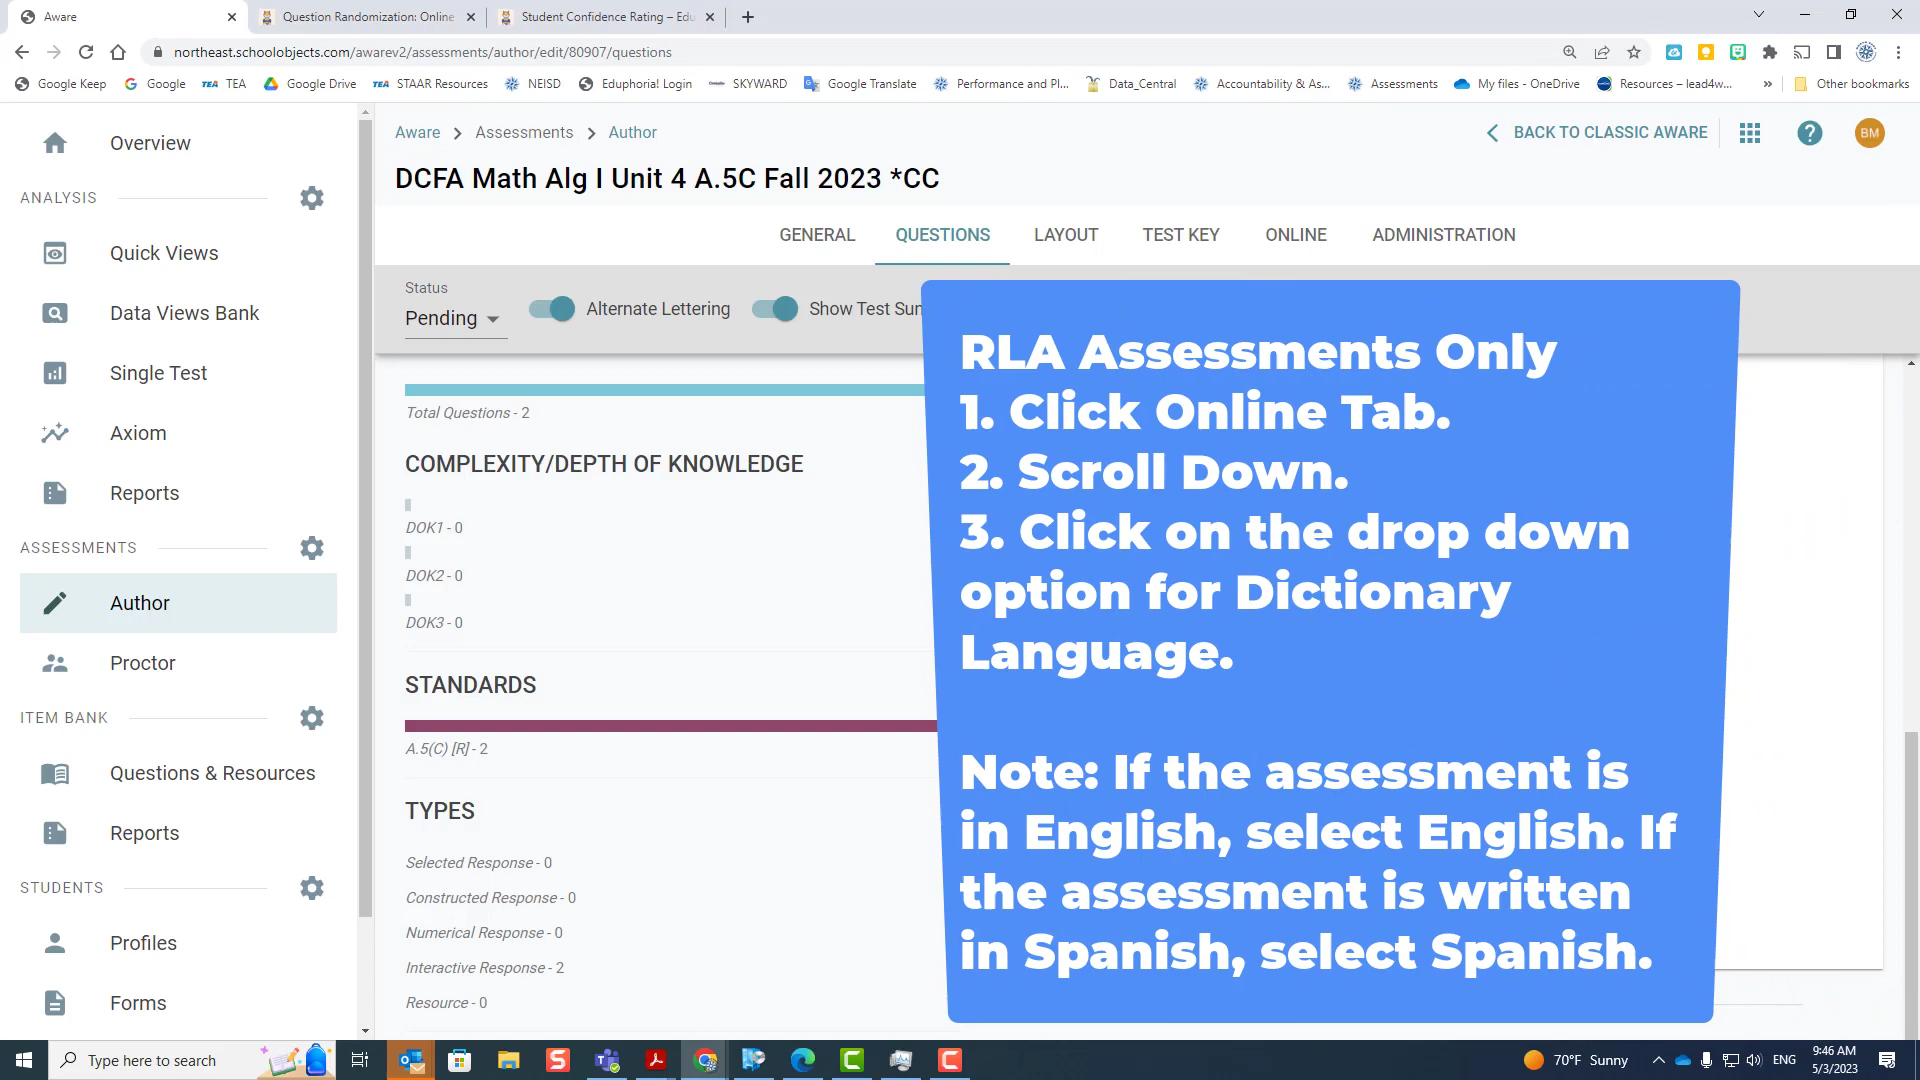 Aware
Question Randomization: Online
Student Confidence Rating – Edu
northeast.schoolobjects.com/awarev2/assessments/author/edit/80907/questions
Google Keep
Google
TEA TEA
Google Drive
TEA STAAR Resources
NEISD
Eduphoria! Login
SKYWARD
Google Translate
Performance and Pl...
Data_Central
Accountability & As...
Assessments
My files - OneDrive
Resources – lead4w...
»
Other bookmarks
Overview
ANALYSIS
Quick Views
Data Views Bank
Single Test
Axiom
Reports
ASSESSMENTS
Author
Proctor
ITEM BANK
Questions & Resources
Reports
STUDENTS
Profiles
Forms
Aware > Assessments > Author
BACK TO CLASSIC AWARE
BM
DCFA Math Alg I Unit 4 A.5C Fall 2023 *CC
GENERAL QUESTIONS LAYOUT TEST KEY ONLINE ADMINISTRATION
Status
Pending
Alternate Lettering
Show Test Sun
Total Questions - 2
COMPLEXITY/DEPTH OF KNOWLEDGE
DOK1 - 0
DOK2 - 0
DOK3 - 0
STANDARDS
A.5(C) [R] - 2
TYPES
Selected Response - 0
Constructed Response - 0
Numerical Response - 0
Interactive Response - 2
Resource - 0
RLA Assessments Only
1. Click Online Tab.
2. Scroll Down.
3. Click on the drop down
option for Dictionary
Language.
Note: If the assessment is
in English, select English. If
the assessment is written
in Spanish, select Spanish.
Type here to search
70°F Sunny
ENG
9:46 AM
5/3/2023